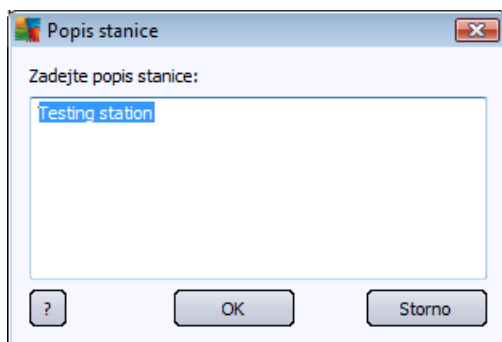 Popis stanice
Zadejte popis stanice:
Testing station
? OK Storno